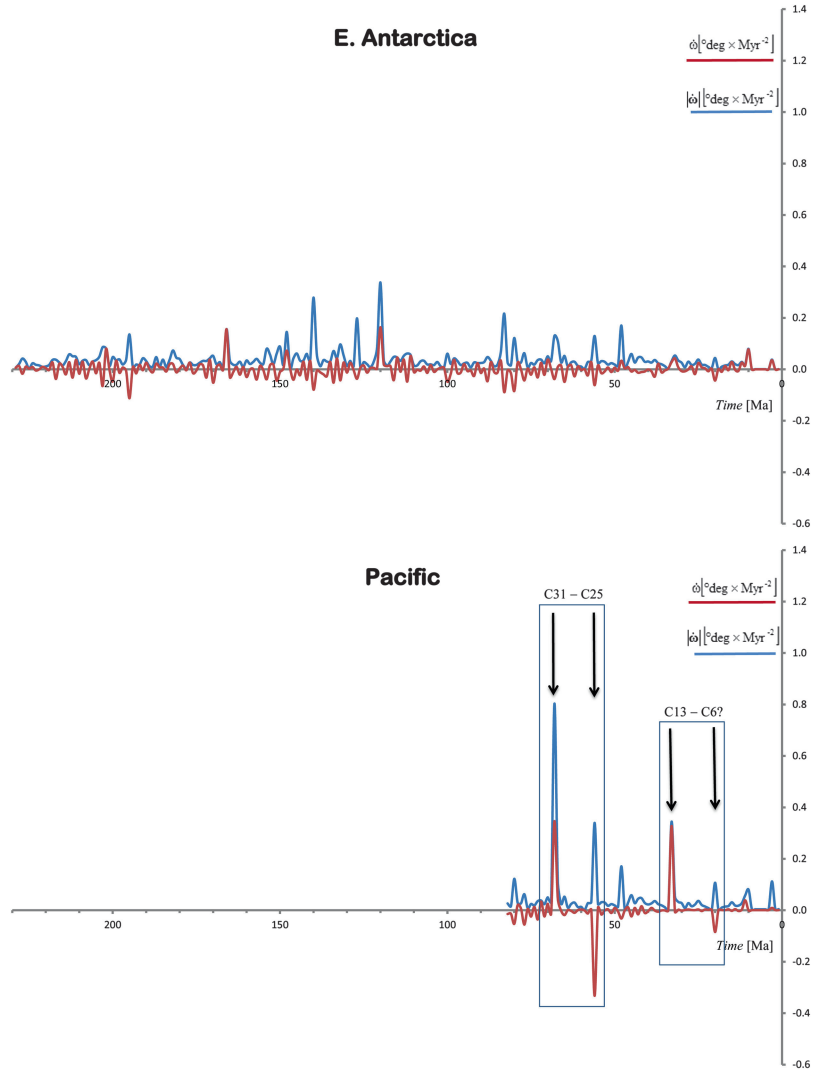 E. Antarctica
1.4
ω̇[°deg × Myr⁻²]
1.2
|ω̇|[°deg × Myr⁻²]
1.0
0.8
0.6
0.4
0.2
0.0
200 150 100 50 0
Time [Ma]
-0.2
-0.4
-0.6
Pacific
1.4
C31 – C25
ω̇[°deg × Myr⁻²]
1.2
|ω̇|[°deg × Myr⁻²]
1.0
0.8
C13 – C6?
0.6
0.4
0.2
0.0
200 150 100 50 0
Time [Ma]
-0.2
-0.4
-0.6